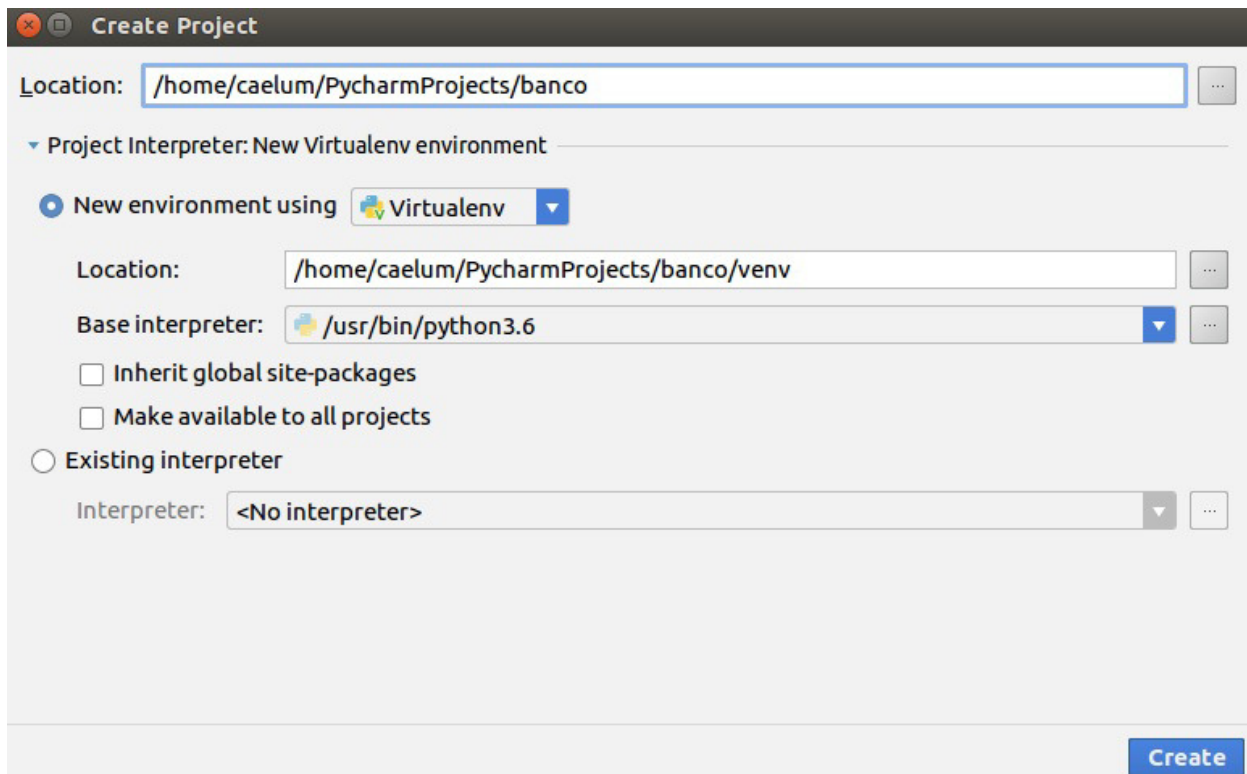 Create Project
Location: /home/caelum/PycharmProjects/banco ...
Project Interpreter: New Virtualenv environment
New environment using Virtualenv
Location: /home/caelum/PycharmProjects/banco/venv ...
Base interpreter: /usr/bin/python3.6 ...
Inherit global site-packages
Make available to all projects
Existing interpreter
Interpreter: <No interpreter> ...
Create